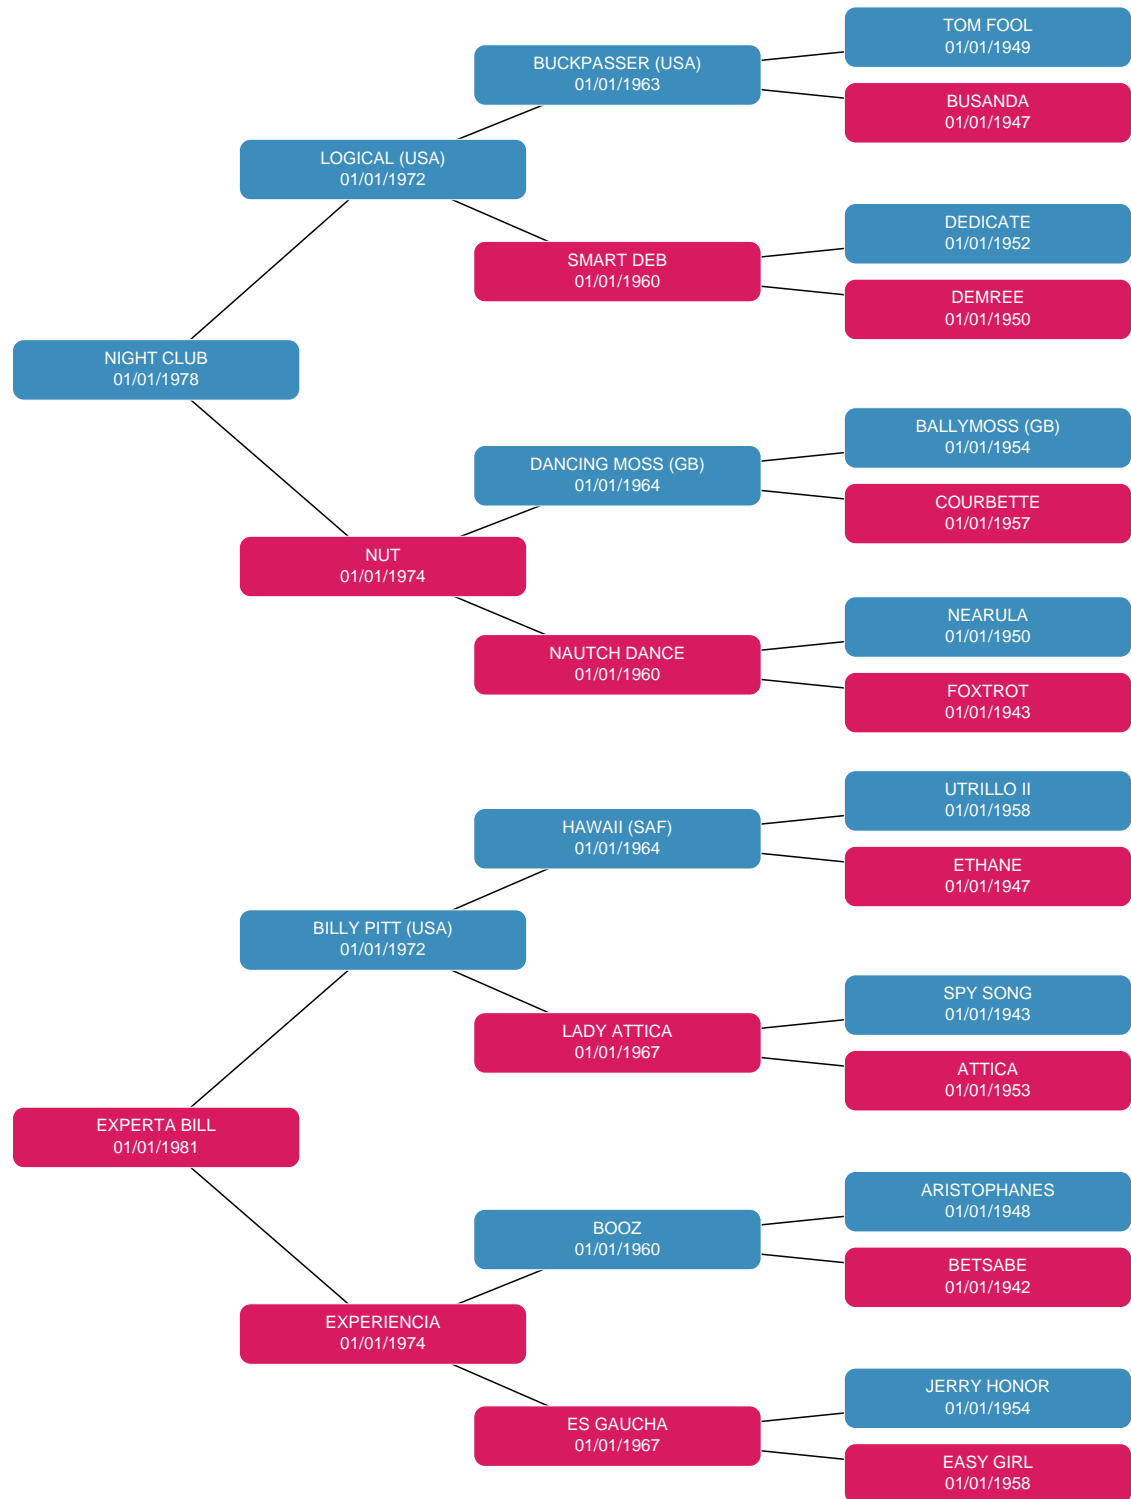 TOM FOOL
01/01/1949
BUCKPASSER (USA)
01/01/1963
BUSANDA
01/01/1947
LOGICAL (USA)
01/01/1972
DEDICATE
01/01/1952
SMART DEB
01/01/1960
DEMREE
01/01/1950
NIGHT CLUB
01/01/1978
BALLYMOSS (GB)
01/01/1954
DANCING MOSS (GB)
01/01/1964
COURBETTE
01/01/1957
NUT
01/01/1974
NEARULA
01/01/1950
NAUTCH DANCE
01/01/1960
FOXTROT
01/01/1943
UTRILLO II
01/01/1958
HAWAII (SAF)
01/01/1964
ETHANE
01/01/1947
BILLY PITT (USA)
01/01/1972
SPY SONG
01/01/1943
LADY ATTICA
01/01/1967
ATTICA
01/01/1953
EXPERTA BILL
01/01/1981
ARISTOPHANES
01/01/1948
BOOZ
01/01/1960
BETSABE
01/01/1942
EXPERIENCIA
01/01/1974
JERRY HONOR
01/01/1954
ES GAUCHA
01/01/1967
EASY GIRL
01/01/1958